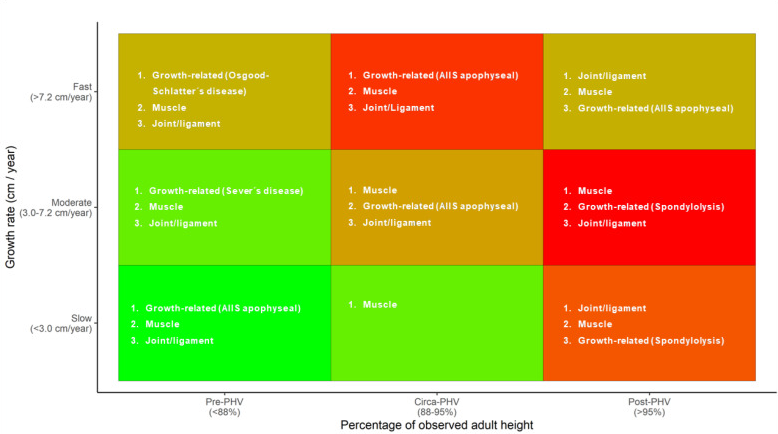 Growth rate (cm / year)
Fast
(>7.2 cm/year)
1. Growth-related (Osgood-
Schlatter´s disease)
2. Muscle
3. Joint/ligament
1. Growth-related (AIIS apophyseal)
2. Muscle
3. Joint/Ligament
1. Joint/ligament
2. Muscle
3. Growth-related (AIIS apophyseal)
Moderate
(3.0-7.2 cm/year)
1. Growth-related (Sever´s disease)
2. Muscle
3. Joint/ligament
1. Muscle
2. Growth-related (AIIS apophyseal)
3. Joint/ligament
1. Muscle
2. Growth-related (Spondylolysis)
3. Joint/ligament
Slow
(<3.0 cm/year)
1. Growth-related (AIIS apophyseal)
2. Muscle
3. Joint/ligament
1. Muscle
1. Joint/ligament
2. Muscle
3. Growth-related (Spondylolysis)
Pre-PHV
(<88%)
Circa-PHV
(88-95%)
Post-PHV
(>95%)
Percentage of observed adult height